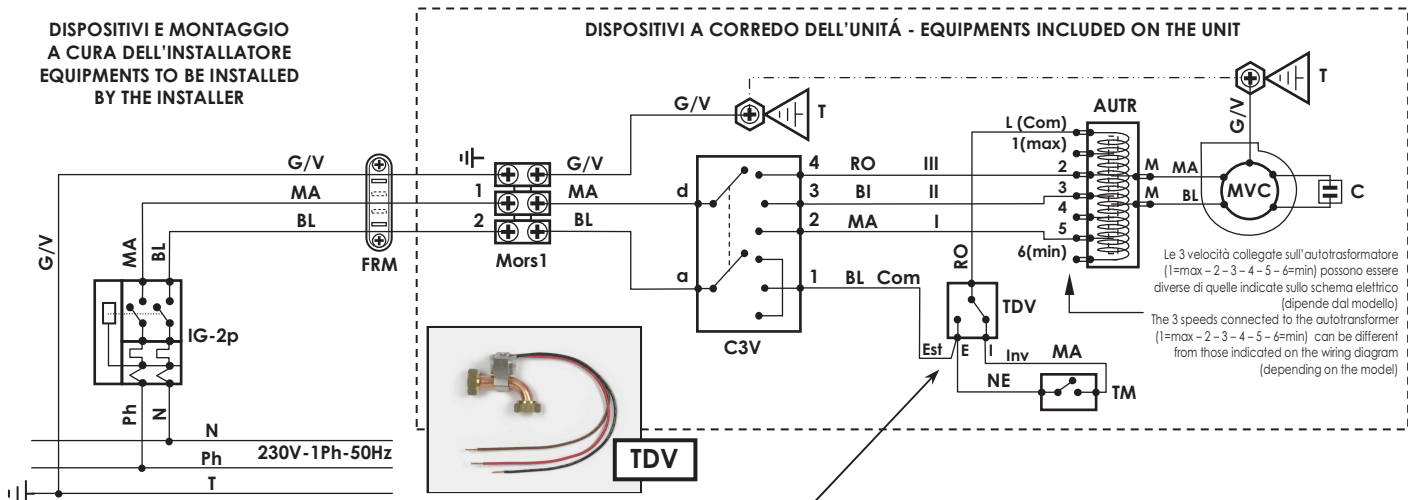 DISPOSITIVI E MONTAGGIO
A CURA DELL'INSTALLATORE
EQUIPMENTS TO BE INSTALLED
BY THE INSTALLER
DISPOSITIVI A CORREDO DELL'UNITÁ - EQUIPMENTS INCLUDED ON THE UNIT
G/V
T
T
G/V
AUTR
L (Com)
1(max)
2
3
4
5
6(min)
M
MA
M
BL
MVC
C
G/V
MA
BL
G/V
MA
BL
FRM
1
2
Mors1
G/V
MA
BL
d
a
4 RO III
3 BI II
2 MA I
1 BL Com
C3V
RO
TDV
Est
E
I
Inv
MA
NE
TM
IG-2p
Ph
N
N
Ph
T
230V-1Ph-50Hz
TDV
Le 3 velocità collegate sull'autotrasformatore
(1=max – 2 – 3 – 4 – 5 – 6=min) possono essere
diverse di quelle indicate sullo schema elettrico
(dipende dal modello)
The 3 speeds connected to the autotransformer
(1=max – 2 – 3 – 4 – 5 – 6=min) can be different
from those indicated on the wiring diagram
(depending on the model)